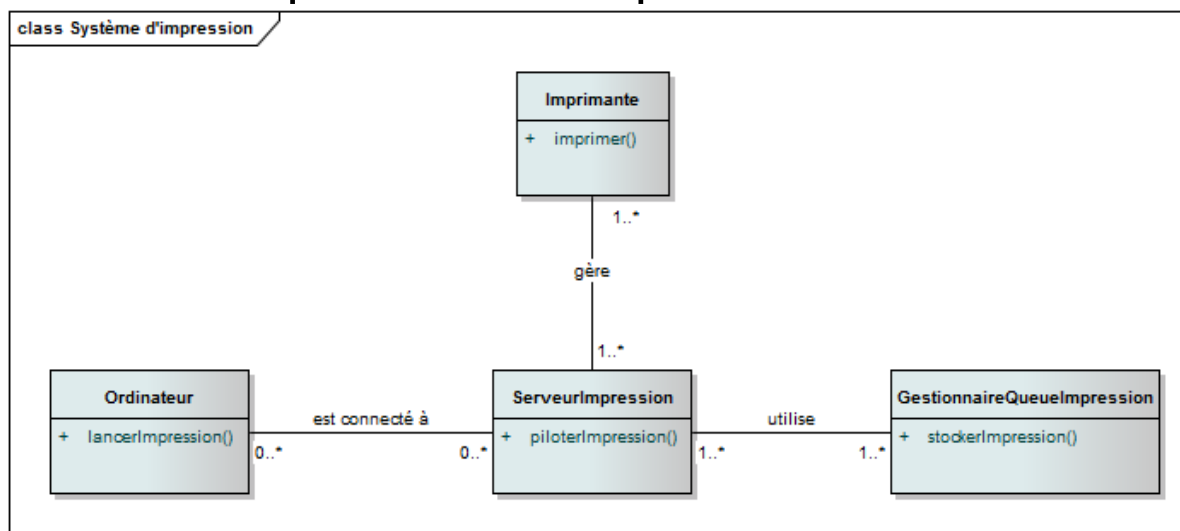 class Système d'impression
Imprimante
+ imprimer()
1..*
gère
1..*
Ordinateur
+ lancerImpression()
0..*
est connecté à
0..*
ServeurImpression
+ piloterImpression()
1..*
utilise
1..*
GestionnaireQueueImpression
+ stockerImpression()